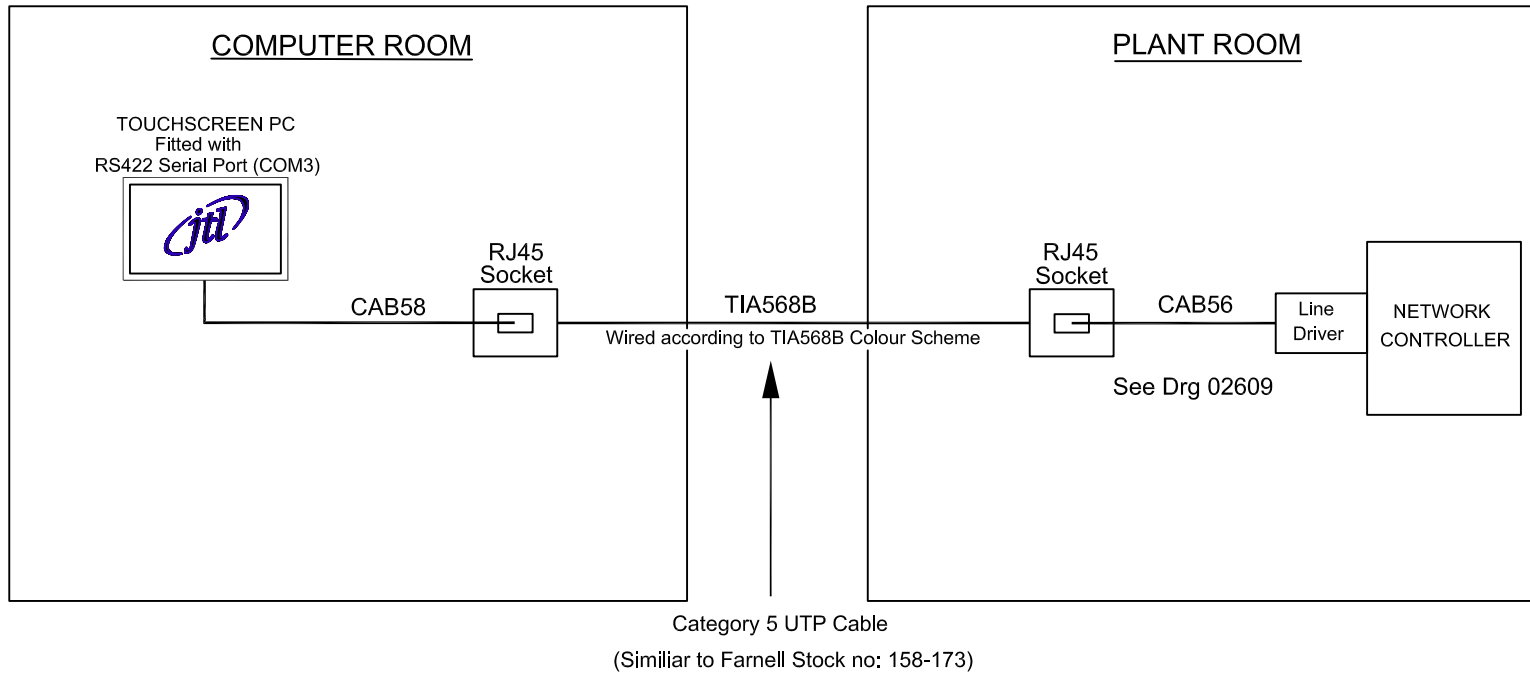 COMPUTER ROOM
PLANT ROOM
TOUCHSCREEN PC
Fitted with
RS422 Serial Port (COM3)
jtl
RJ45
Socket
CAB58
TIA568B
Wired according to TIA568B Colour Scheme
RJ45
Socket
CAB56
Line
Driver
NETWORK
CONTROLLER
See Drg 02609
Category 5 UTP Cable
(Similiar to Farnell Stock no: 158-173)